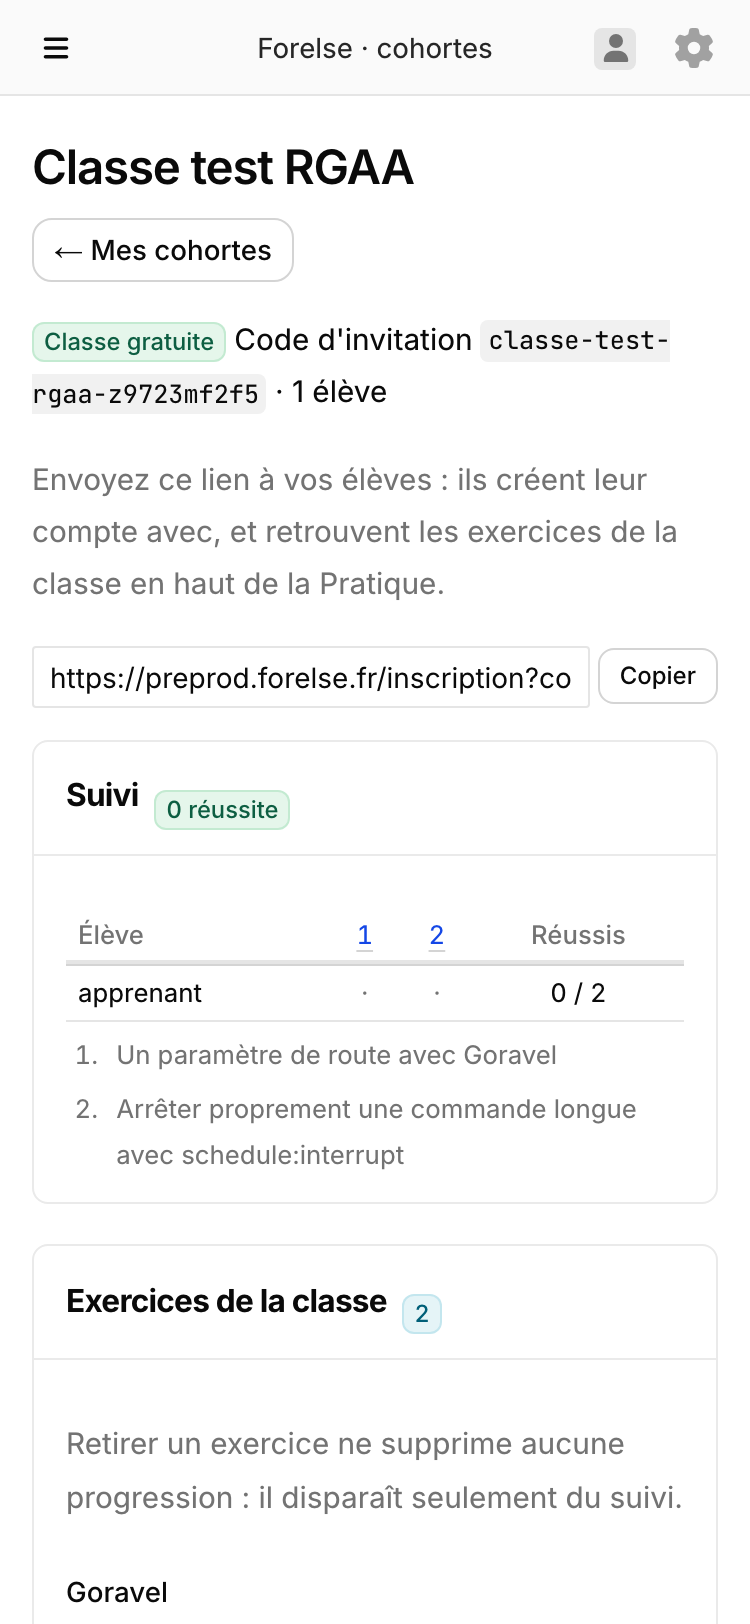 Forelse · cohortes
Classe test RGAA
← Mes cohortes
Classe gratuite Code d'invitation classe-test-
rgaa-z9723mf2f5 · 1 élève
Envoyez ce lien à vos élèves : ils créent leur
compte avec, et retrouvent les exercices de la
classe en haut de la Pratique.
https://preprod.forelse.fr/inscription?co Copier
Suivi 0 réussite
Élève 1 2 Réussis
apprenant · · 0 / 2
1. Un paramètre de route avec Goravel
2. Arrêter proprement une commande longue
avec schedule:interrupt
Exercices de la classe 2
Retirer un exercice ne supprime aucune
progression : il disparaît seulement du suivi.
Goravel